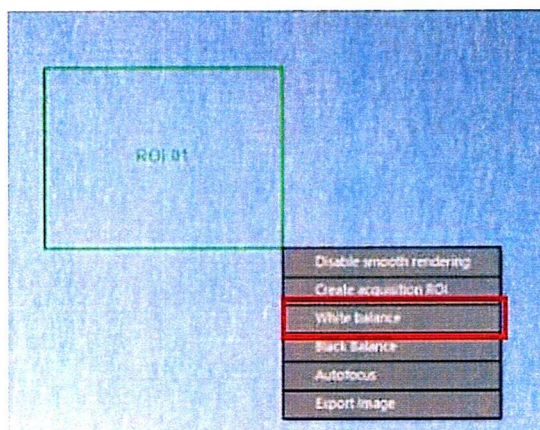 ROI 01
Disable smooth rendering
Create acquisition ROI
White balance
Black Balance
Autofocus
Export Image